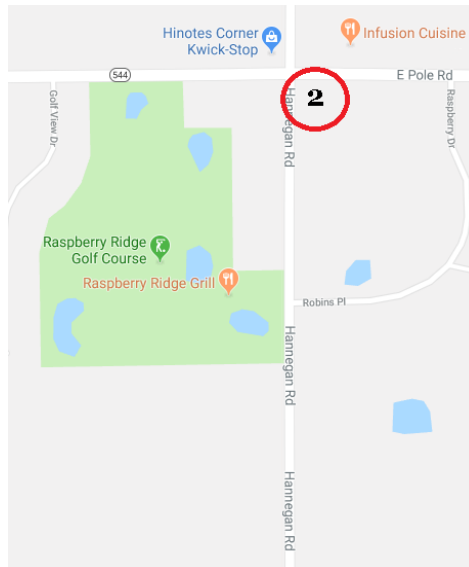 Hinotes Corner
Kwick-Stop
Infusion Cuisine
544
E Pole Rd
2
Golf View Dr
Hannegan Rd
Raspberry Dr
Raspberry Ridge
Golf Course
Raspberry Ridge Grill
Robins Pl
Hannegan Rd
Hannegan Rd